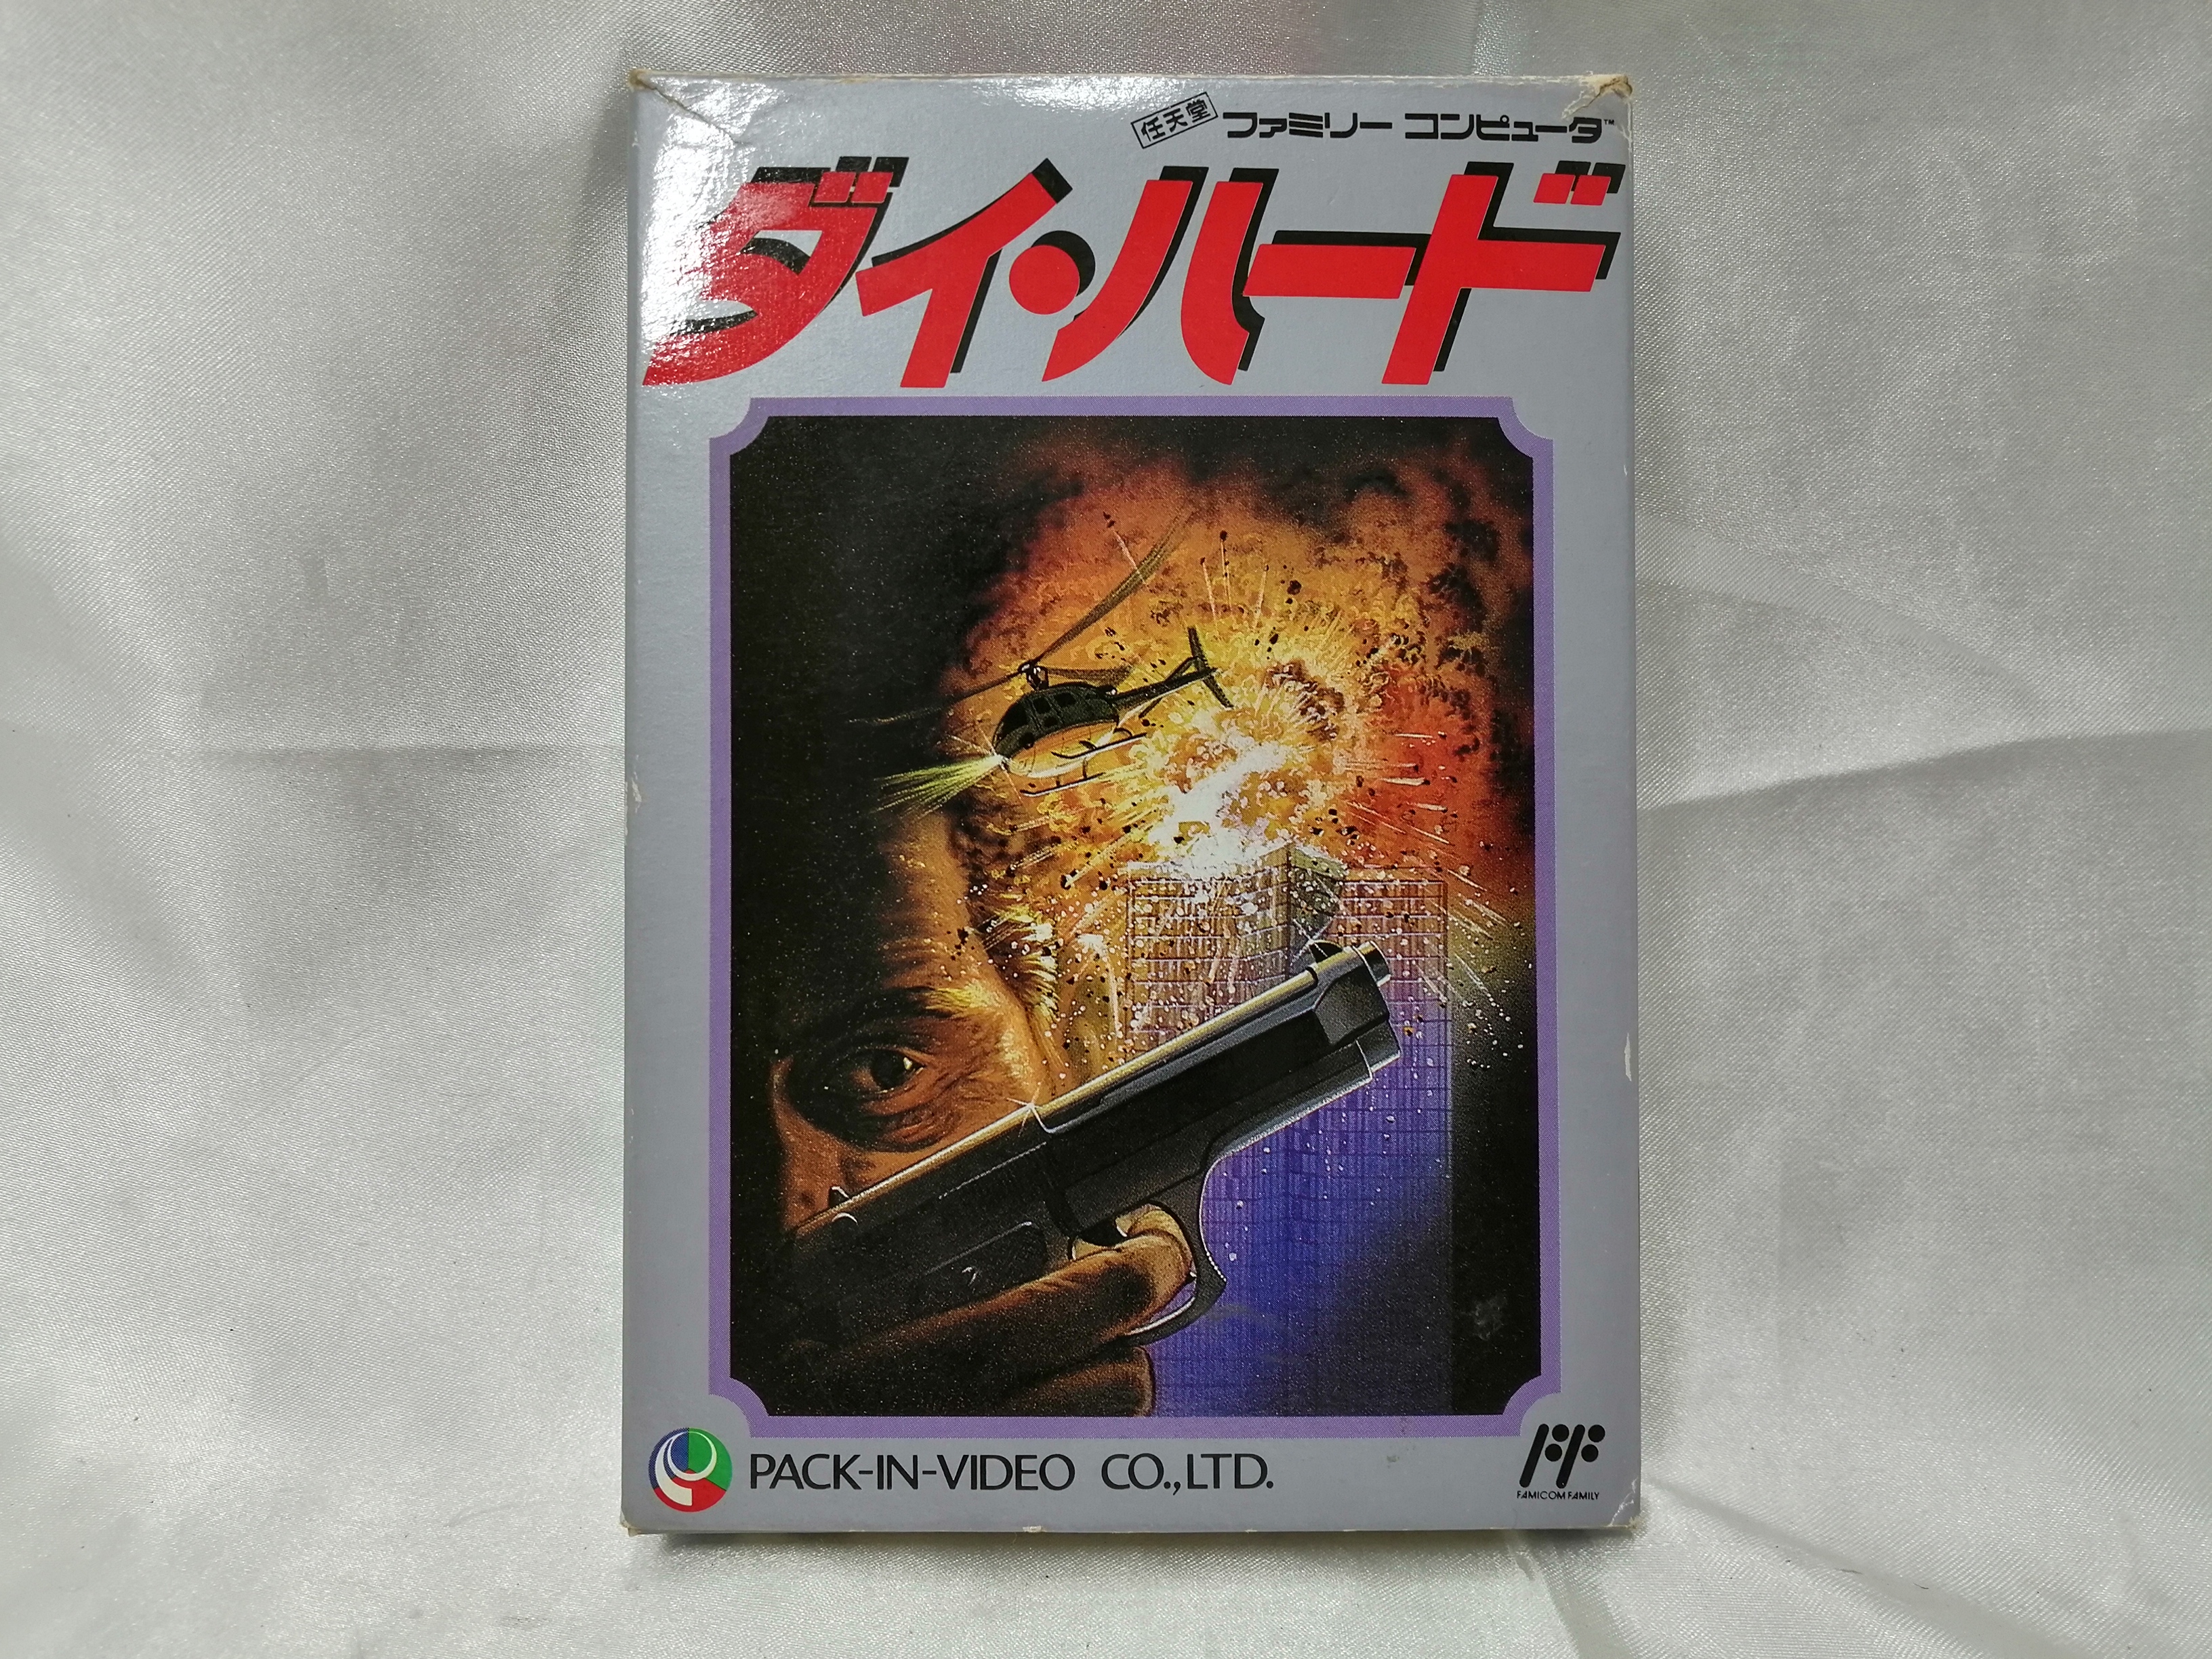 任天堂 ファミリー コンピュータ™
ダイ・ハード
PACK-IN-VIDEO CO.,LTD.
FAMICOM FAMILY